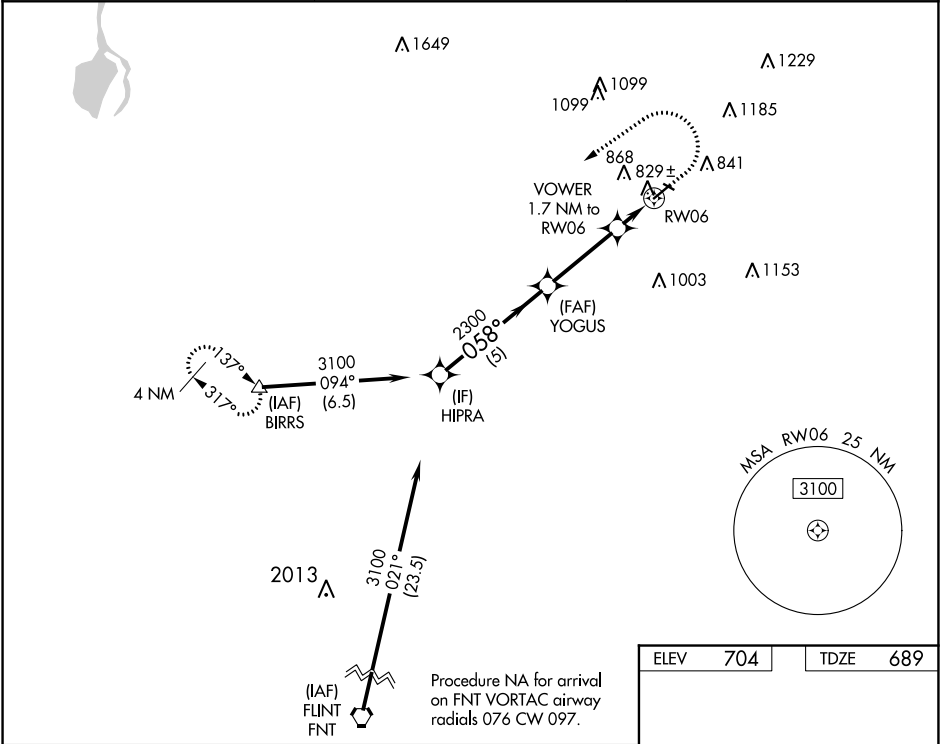 1649
1229
1099
1099
1185
868
829 ±
841
VOWER
1.7 NM to
RW06
RW06
1003
1153
(FAF)
YOGUS
2300
058°
(5)
4 NM
137°
317°
(IAF)
BIRRS
3100
094°
(6.5)
(IF)
HIPRA
MSA RW06 25 NM
3100
2013
3100
021°
(23.5)
(IAF)
FLINT
FNT
Procedure NA for arrival
on FNT VORTAC airway
radials 076 CW 097.
ELEV 704
TDZE 689